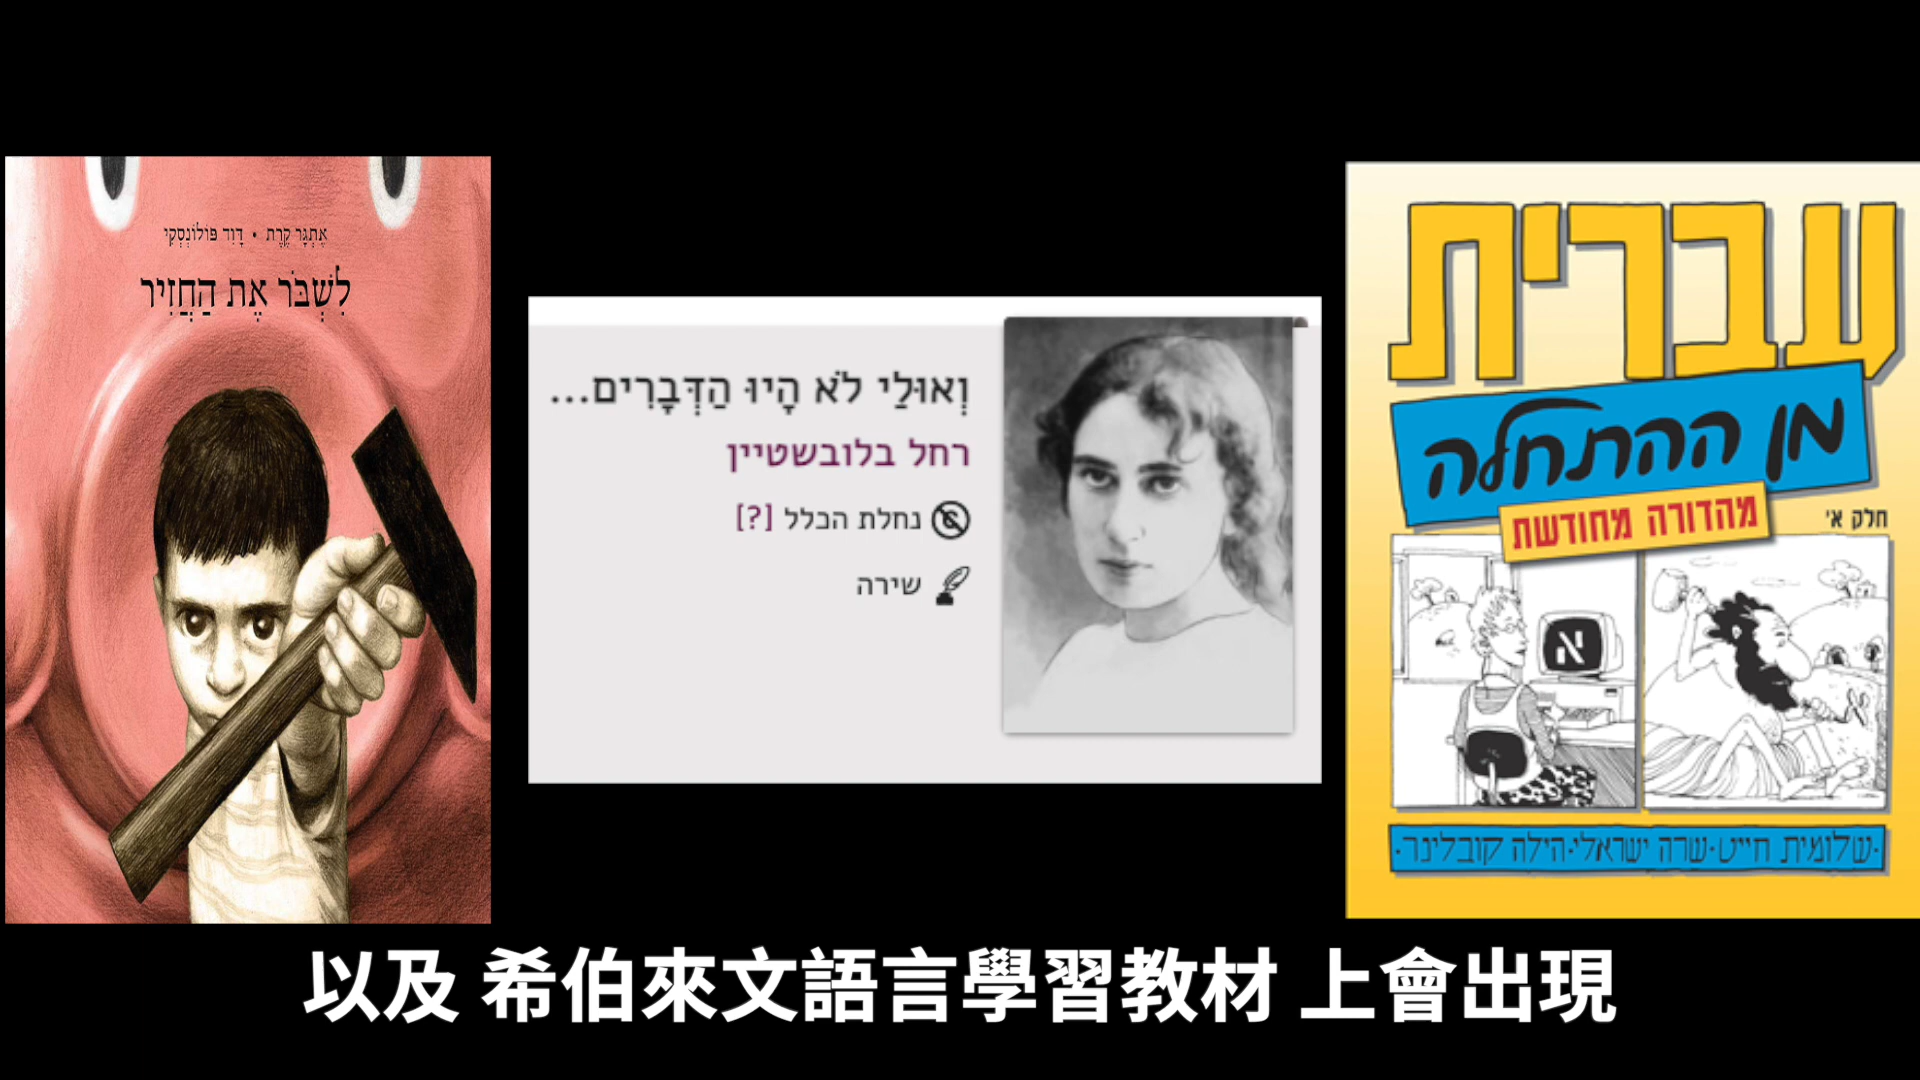 אֶתְגָּר קֶרֶת • דָּוִד פּוֹלוֹנְסְקִי
לִשְׁבֹּר אֶת הַחֲזִיר
וְאוּלַי לֹא הָיוּ הַדְּבָרִים...
רחל בלובשטיין
נחלת הכלל [?]
שירה
עברית
מן ההתחלה
מהדורה מחודשת
חלק א'
א
·שלומית חייט·שרה ישראלי·הילה קובלינר·
以及 希伯來文語言學習教材 上會出現